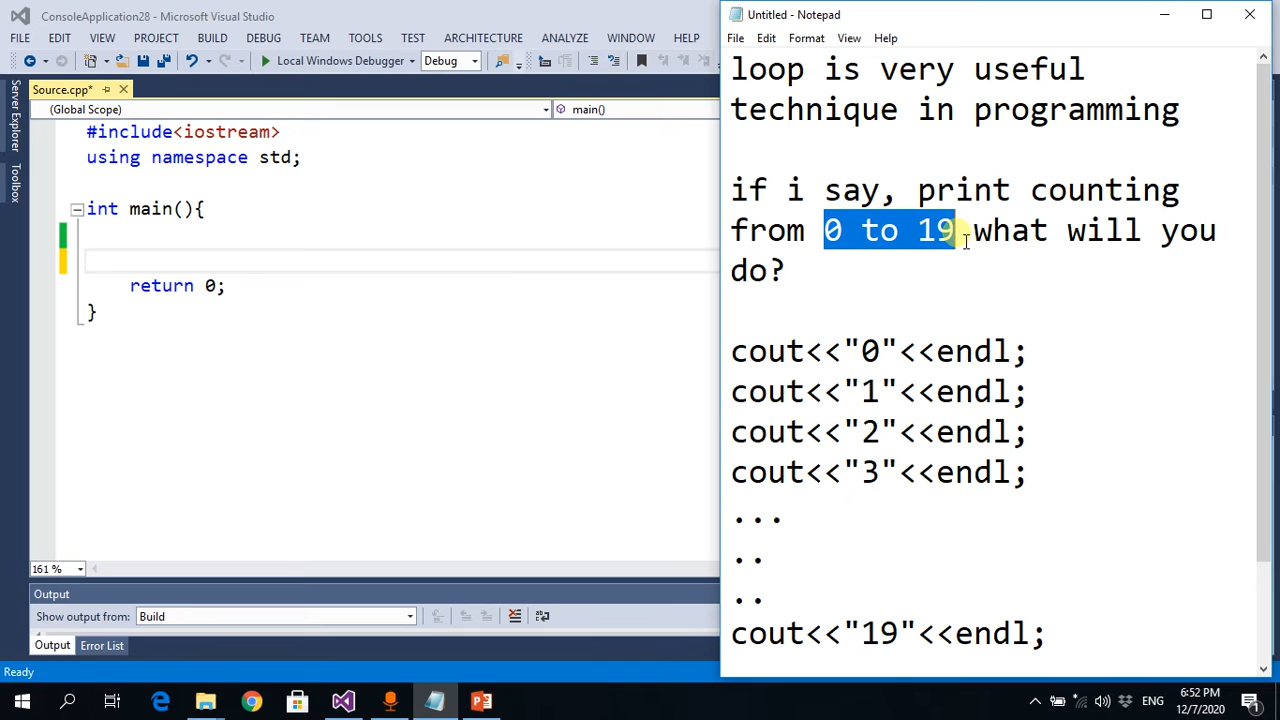 ConsoleApplication28 - Microsoft Visual Studio
FILE EDIT VIEW PROJECT BUILD DEBUG TEAM TOOLS TEST ARCHITECTURE ANALYZE WINDOW HELP
Local Windows Debugger Debug
Server Explorer
Toolbox
Source.cpp*
(Global Scope) main()
#include<iostream>
using namespace std;
int main(){
return 0;
}
161 %
Output
Show output from: Build
Output Error List
Ready
Untitled - Notepad
File Edit Format View Help
loop is very useful
technique in programming
if i say, print counting
from 0 to 19 what will you
do?
cout<<"0"<<endl;
cout<<"1"<<endl;
cout<<"2"<<endl;
cout<<"3"<<endl;
...
..
..
cout<<"19"<<endl;
ENG
6:52 PM
12/7/2020